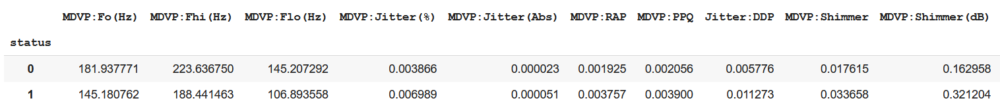 MDVP:Fo(Hz) MDVP:Fhi(Hz) MDVP:Flo(Hz) MDVP:Jitter(%) MDVP:Jitter(Abs) MDVP:RAP MDVP:PPQ Jitter:DDP MDVP:Shimmer MDVP:Shimmer(dB)
status
0 181.937771 223.636750 145.207292 0.003866 0.000023 0.001925 0.002056 0.005776 0.017615 0.162958
1 145.180762 188.441463 106.893558 0.006989 0.000051 0.003757 0.003900 0.011273 0.033658 0.321204